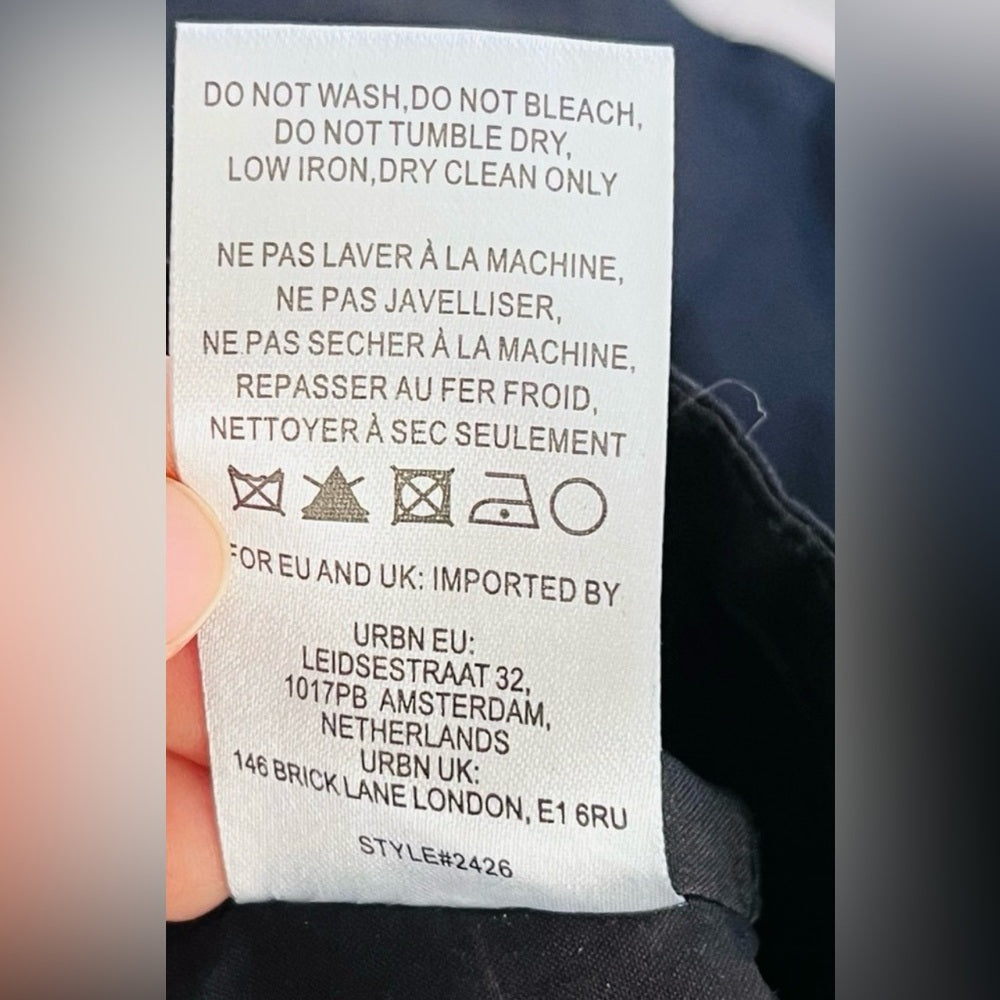 DO NOT WASH,DO NOT BLEACH,
DO NOT TUMBLE DRY,
LOW IRON,DRY CLEAN ONLY
NE PAS LAVER À LA MACHINE,
NE PAS JAVELLISER,
NE PAS SECHER À LA MACHINE,
REPASSER AU FER FROID,
NETTOYER À SEC SEULEMENT
FOR EU AND UK: IMPORTED BY
URBN EU:
LEIDSESTRAAT 32,
1017PB AMSTERDAM,
NETHERLANDS
URBN UK:
146 BRICK LANE LONDON, E1 6RU
STYLE#2426